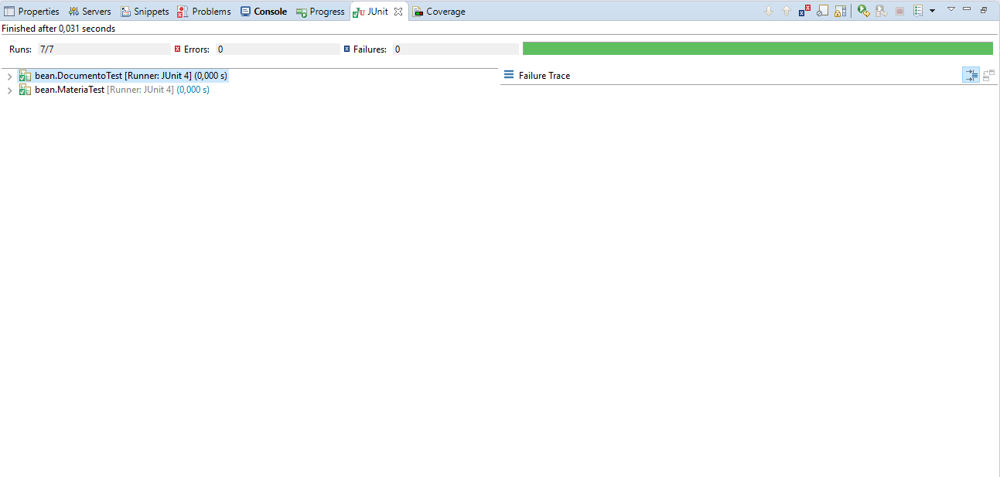 Properties Servers Snippets Problems Console Progress JUnit Coverage
Finished after 0,031 seconds
Runs: 7/7 Errors: 0 Failures: 0
bean.DocumentoTest [Runner: JUnit 4] (0,000 s) Failure Trace
bean.MateriaTest [Runner: JUnit 4] (0,000 s)